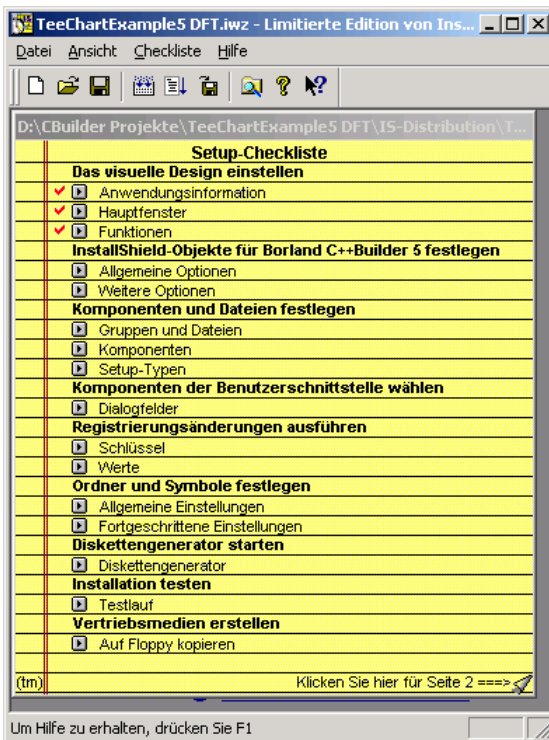 TeeChartExample5 DFT.iwz - Limitierte Edition von Ins...
Datei Ansicht Checkliste Hilfe
D:\CBuilder Projekte\TeeChartExample5 DFT\IS-Distribution\T...
Setup-Checkliste
Das visuelle Design einstellen
Anwendungsinformation
Hauptfenster
Funktionen
InstallShield-Objekte für Borland C++Builder 5 festlegen
Allgemeine Optionen
Weitere Optionen
Komponenten und Dateien festlegen
Gruppen und Dateien
Komponenten
Setup-Typen
Komponenten der Benutzerschnittstelle wählen
Dialogfelder
Registrierungsänderungen ausführen
Schlüssel
Werte
Ordner und Symbole festlegen
Allgemeine Einstellungen
Fortgeschrittene Einstellungen
Diskettengenerator starten
Diskettengenerator
Installation testen
Testlauf
Vertriebsmedien erstellen
Auf Floppy kopieren
(tm) Klicken Sie hier für Seite 2 ===>
Um Hilfe zu erhalten, drücken Sie F1